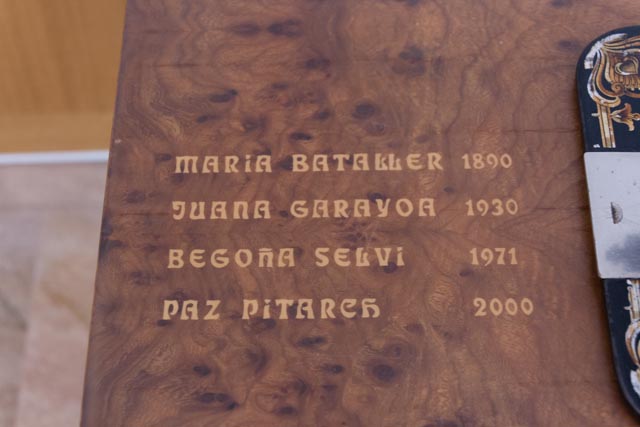 MARIA BATALLER 1890
JUANA GARAYOA 1930
BEGOÑA SELVI 1971
PAZ PITARCH 2000